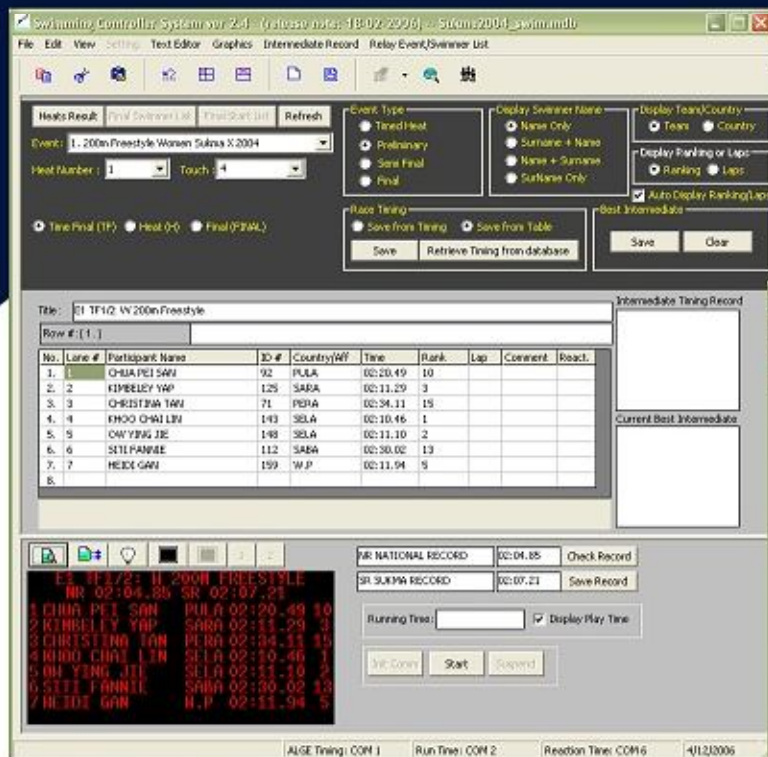 Swimming Controller System ver 2.4 - (release note: 18-02-2006) - Sukma2004_swim.mdb
File Edit View Setting Text Editor Graphics Intermediate Record Relay Event/Swimmer List
Heats Result Final Swimmer List Final Start List Refresh
Event: 1. 200m Freestyle Women Sukma X 2004
Heat Number : 1 Touch : 4
Time Final (TF) Heat (H) Final (FINAL)
Event Type
Timed Heat
Preliminary
Semi Final
Final
Display Swimmer Name
Name Only
Surname + Name
Name + Surname
SurName Only
Display Team/Country
Team Country
Display Ranking or Laps
Ranking Laps
Auto Display Ranking/Laps
Race Timing
Save from Timing Save from Table
Save Retrieve Timing from database
Best Intermediate
Save Clear
Title: E1 TF1/2 W 200m Freestyle
Row #:[1.]
No. Lane # Participant Name ID # Country/Aff Time Rank Lap Comment React.
1. 1 CHUA PEI SAN 92 PULA 02:20.49 10
2. 2 KIMBELEY YAP 125 SARA 02:11.29 3
3. 3 CHRISTINA TAN 71 PERA 02:34.11 15
4. 4 KHOO CHAI LIN 143 SELA 02:10.46 1
5. 5 OW YING JIE 148 SELA 02:11.10 2
6. 6 SITI FANNIE 112 SABA 02:30.02 13
7. 7 HEIDI GAN 159 W.P 02:11.94 5
8.
Intermediate Timing Record
Current Best Intermediate
E1 TF1/2: W 200M FREESTYLE
NR 02:04.85 SR 02:07.21
1 CHUA PEI SAN PULA 02:20.49 10
2 KIMBELEY YAP SARA 02:11.29 3
3 CHRISTINA TAN PERA 02:34.11 15
4 KHOO CHAI LIN SELA 02:10.46 1
5 OW YING JIE SELA 02:11.10 2
6 SITI FANNIE SABA 02:30.02 13
7 HEIDI GAN W.P 02:11.94 5
NR NATIONAL RECORD 02:04.85 Check Record
SR SUKMA RECORD 02:07.21 Save Record
Running Time: Display Play Time
Init Comm Start Suspend
ALGE Timing: COM 1 Run Time: COM 2 Reaction Time: COM 6 4/12/2006